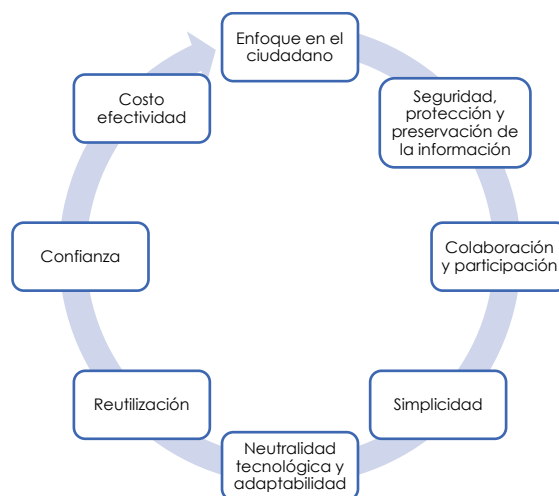 Enfoque en el
ciudadano
Seguridad,
protección y
preservación de
la información
Colaboración
y participación
Simplicidad
Neutralidad
tecnológica y
adaptabilidad
Reutilización
Confianza
Costo
efectividad